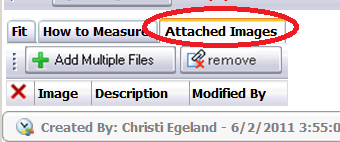 Fit How to Measure Attached Images
Add Multiple Files remove
Image Description Modified By
Created By: Christi Egeland - 6/2/2011 3:55:0